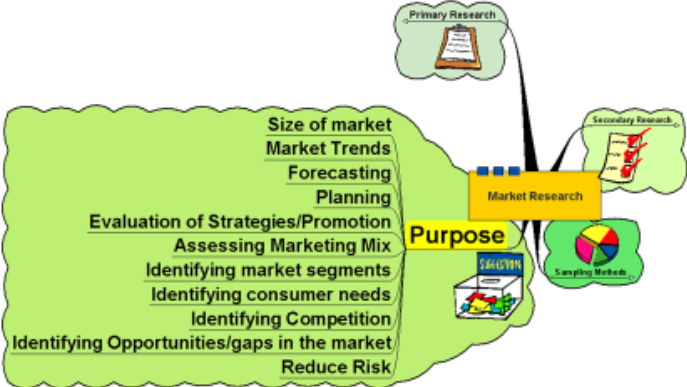 Primary Research
Secondary Research
Size of market
Market Trends
Forecasting
Planning
Evaluation of Strategies/Promotion
Assessing Marketing Mix
Identifying market segments
Identifying consumer needs
Identifying Competition
Identifying Opportunities/gaps in the market
Reduce Risk
Purpose
Market Research
SUGGESTION
Sampling Methods